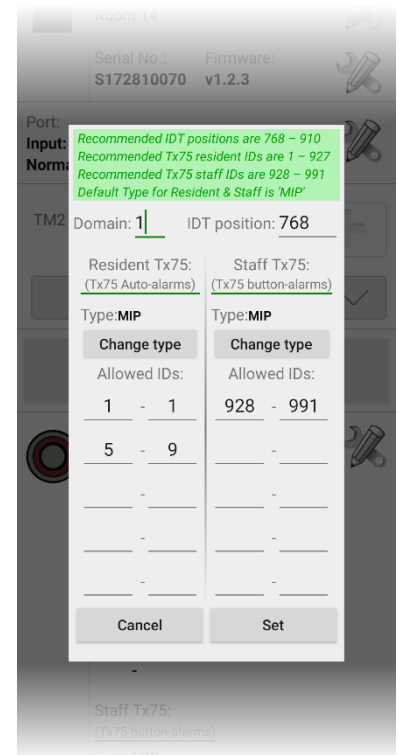 Room 14
Serial No.: Firmware:
S172810070 v1.2.3
Port:
Input:
Norma
TM2
Recommended IDT positions are 768 – 910
Recommended Tx75 resident IDs are 1 – 927
Recommended Tx75 staff IDs are 928 – 991
Default Type for Resident & Staff is 'MIP'
Domain: 1 IDT position: 768
Resident Tx75: Staff Tx75:
(Tx75 Auto-alarms) (Tx75 button-alarms)
Type:MIP Type:MIP
Change type Change type
Allowed IDs: Allowed IDs:
1 - 1 928 - 991
5 - 9 -
- -
- -
- -
Cancel Set
-
Staff Tx75:
(Tx75 button-alarms)